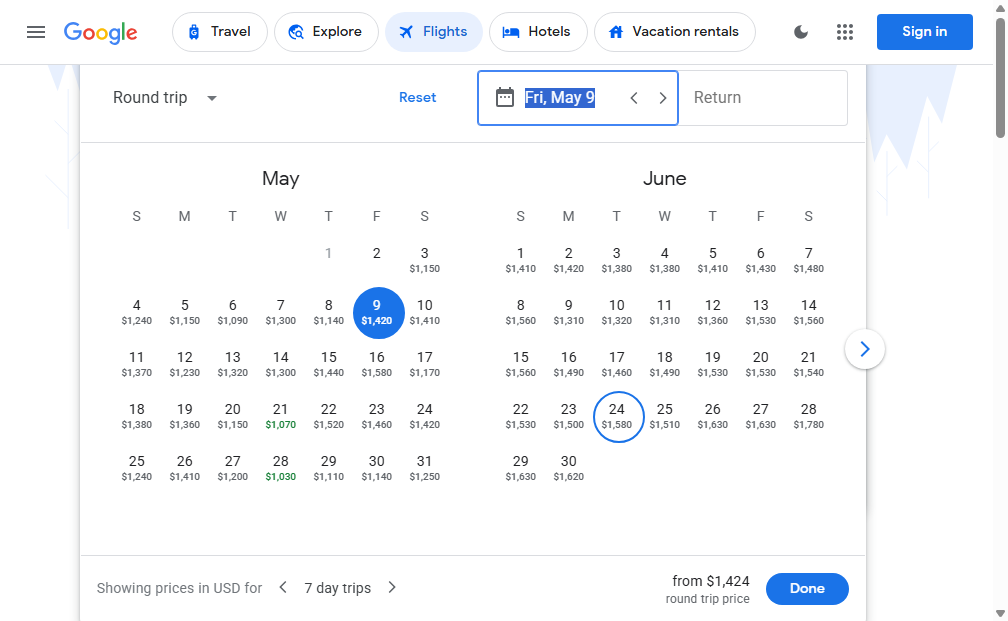 Google Travel Explore Flights Hotels Vacation rentals Sign in
Round trip Reset Fri, May 9 Return
May
S M T W T F S
1 2 3
$1,150
4 5 6 7 8 9 10
$1,240 $1,150 $1,090 $1,300 $1,140 $1,420 $1,410
11 12 13 14 15 16 17
$1,370 $1,230 $1,320 $1,300 $1,440 $1,580 $1,170
18 19 20 21 22 23 24
$1,380 $1,360 $1,150 $1,070 $1,520 $1,460 $1,420
25 26 27 28 29 30 31
$1,240 $1,410 $1,200 $1,030 $1,110 $1,140 $1,250
June
S M T W T F S
1 2 3 4 5 6 7
$1,410 $1,420 $1,380 $1,380 $1,410 $1,430 $1,480
8 9 10 11 12 13 14
$1,560 $1,310 $1,320 $1,310 $1,360 $1,530 $1,560
15 16 17 18 19 20 21
$1,560 $1,490 $1,460 $1,490 $1,530 $1,530 $1,540
22 23 24 25 26 27 28
$1,530 $1,500 $1,580 $1,510 $1,630 $1,630 $1,780
29 30
$1,630 $1,620
Showing prices in USD for 7 day trips
from $1,424
round trip price
Done